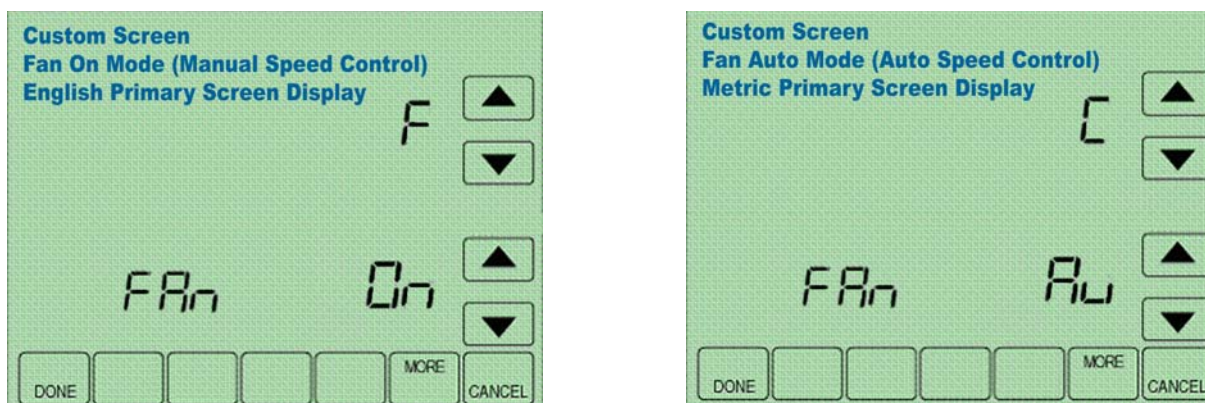 Custom Screen
Fan On Mode (Manual Speed Control)
English Primary Screen Display
F
FAn On
DONE MORE CANCEL
Custom Screen
Fan Auto Mode (Auto Speed Control)
Metric Primary Screen Display
C
FAn Au
DONE MORE CANCEL